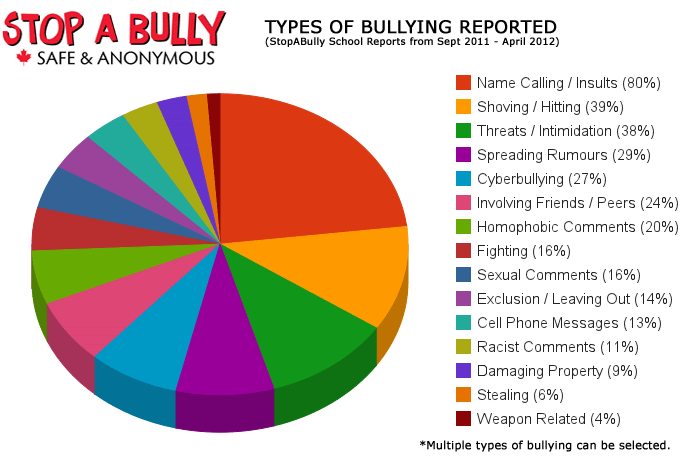 STOP A BULLY
SAFE & ANONYMOUS
TYPES OF BULLYING REPORTED
(StopABully School Reports from Sept 2011 - April 2012)
Name Calling / Insults (80%)
Shoving / Hitting (39%)
Threats / Intimidation (38%)
Spreading Rumours (29%)
Cyberbullying (27%)
Involving Friends / Peers (24%)
Homophobic Comments (20%)
Fighting (16%)
Sexual Comments (16%)
Exclusion / Leaving Out (14%)
Cell Phone Messages (13%)
Racist Comments (11%)
Damaging Property (9%)
Stealing (6%)
Weapon Related (4%)
*Multiple types of bullying can be selected.